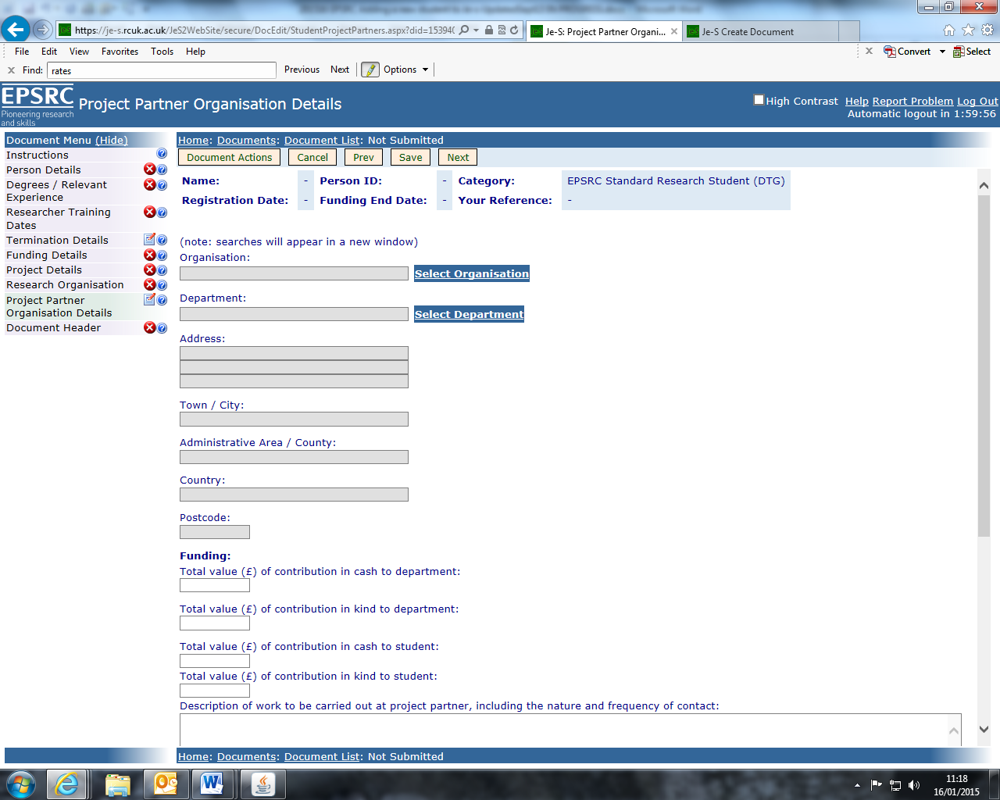 https://je-s.rcuk.ac.uk/JeS2WebSite/secure/DocEdit/StudentProjectPartners.aspx?did=153940
Je-S: Project Partner Organi...
Je-S Create Document
File Edit View Favorites Tools Help
Convert Select
Find: rates Previous Next Options
EPSRC
Pioneering research
and skills
Project Partner Organisation Details
High Contrast Help Report Problem Log Out
Automatic logout in 1:59:56
Document Menu (Hide)
Instructions
Person Details
Degrees / Relevant
Experience
Researcher Training
Dates
Termination Details
Funding Details
Project Details
Research Organisation
Project Partner
Organisation Details
Document Header
Home: Documents: Document List: Not Submitted
Document Actions Cancel Prev Save Next
Name: - Person ID: - Category: EPSRC Standard Research Student (DTG)
Registration Date: - Funding End Date: - Your Reference: -
(note: searches will appear in a new window)
Organisation:
Select Organisation
Department:
Select Department
Address:
Town / City:
Administrative Area / County:
Country:
Postcode:
Funding:
Total value (£) of contribution in cash to department:
Total value (£) of contribution in kind to department:
Total value (£) of contribution in cash to student:
Total value (£) of contribution in kind to student:
Description of work to be carried out at project partner, including the nature and frequency of contact:
Home: Documents: Document List: Not Submitted
11:18
16/01/2015